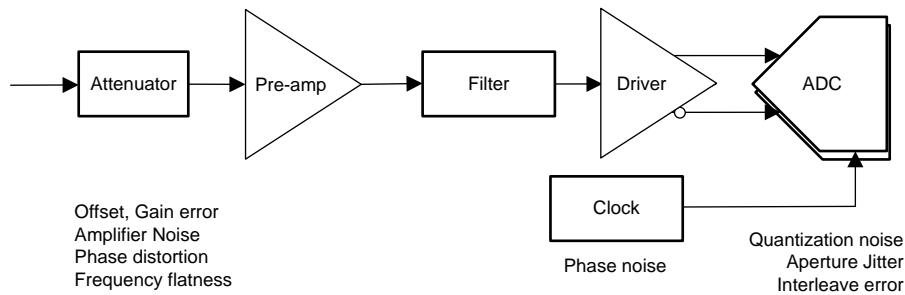 Attenuator
Pre-amp
Filter
Driver
ADC
Clock
Offset, Gain error
Amplifier Noise
Phase distortion
Frequency flatness
Phase noise
Quantization noise
Aperture Jitter
Interleave error